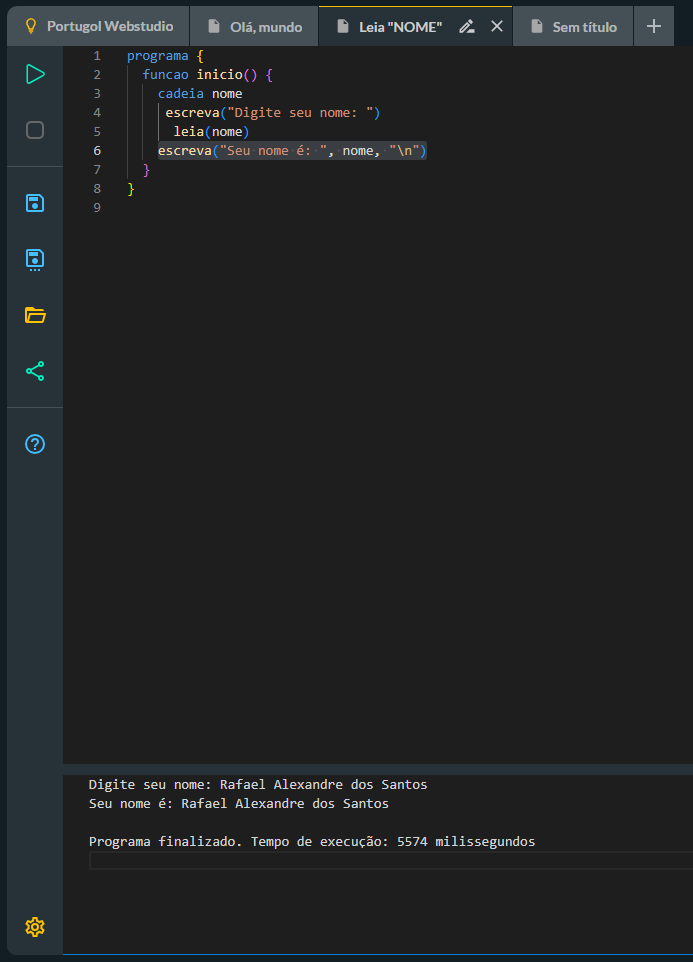 Portugol Webstudio
Olá, mundo
Leia "NOME"
Sem título
1 programa {
2   funcao inicio() {
3     cadeia nome
4      escreva("Digite seu nome: ")
5       leia(nome)
6     escreva("Seu nome é: ", nome, "\n")
7   }
8 }
9
Digite seu nome: Rafael Alexandre dos Santos
Seu nome é: Rafael Alexandre dos Santos
Programa finalizado. Tempo de execução: 5574 milissegundos